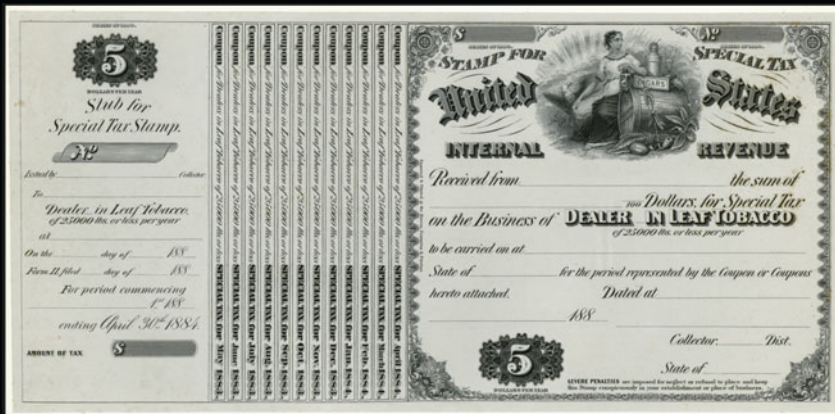 SERIES OF 1883.
5
DOLLARS PER YEAR
Stub for
Special Tax Stamp.
No
Issued by Collector
To
Dealer in Leaf Tobacco
of 25000 lbs. or less per year
at
On the day of 188
Form 11, filed day of 188
For period commencing
1st 188
ending April 30th 1884.
AMOUNT OF TAX $
Coupon for Dealer in Leaf Tobacco of 25000 lbs. or less SPECIAL TAX for May 1883.
Coupon for Dealer in Leaf Tobacco of 25000 lbs. or less SPECIAL TAX for June 1883.
Coupon for Dealer in Leaf Tobacco of 25000 lbs. or less SPECIAL TAX for July 1883.
Coupon for Dealer in Leaf Tobacco of 25000 lbs. or less SPECIAL TAX for Aug. 1883.
Coupon for Dealer in Leaf Tobacco of 25000 lbs. or less SPECIAL TAX for Sep. 1883.
Coupon for Dealer in Leaf Tobacco of 25000 lbs. or less SPECIAL TAX for Oct. 1883.
Coupon for Dealer in Leaf Tobacco of 25000 lbs. or less SPECIAL TAX for Nov. 1883.
Coupon for Dealer in Leaf Tobacco of 25000 lbs. or less SPECIAL TAX for Dec. 1883.
Coupon for Dealer in Leaf Tobacco of 25000 lbs. or less SPECIAL TAX for Jan. 1884.
Coupon for Dealer in Leaf Tobacco of 25000 lbs. or less SPECIAL TAX for Feb. 1884.
Coupon for Dealer in Leaf Tobacco of 25000 lbs. or less SPECIAL TAX for March 1884.
Coupon for Dealer in Leaf Tobacco of 25000 lbs. or less SPECIAL TAX for April 1884.
$ No
SERIES OF 1883. SERIES OF 1883.
STAMP FOR SPECIAL TAX
CIGARS
United States
INTERNAL REVENUE
Received from the sum of
100 Dollars, for Special Tax
on the Business of DEALER IN LEAF TOBACCO
of 25000 lbs. or less per year
to be carried on at
State of for the period represented by the Coupon or Coupons
hereto attached. Dated at
188
Collector. Dist.
State of
5
DOLLARS PER YEAR
SEVERE PENALTIES are imposed for neglect or refusal to place and keep
this Stamp conspicuously in your establishment or place of business.